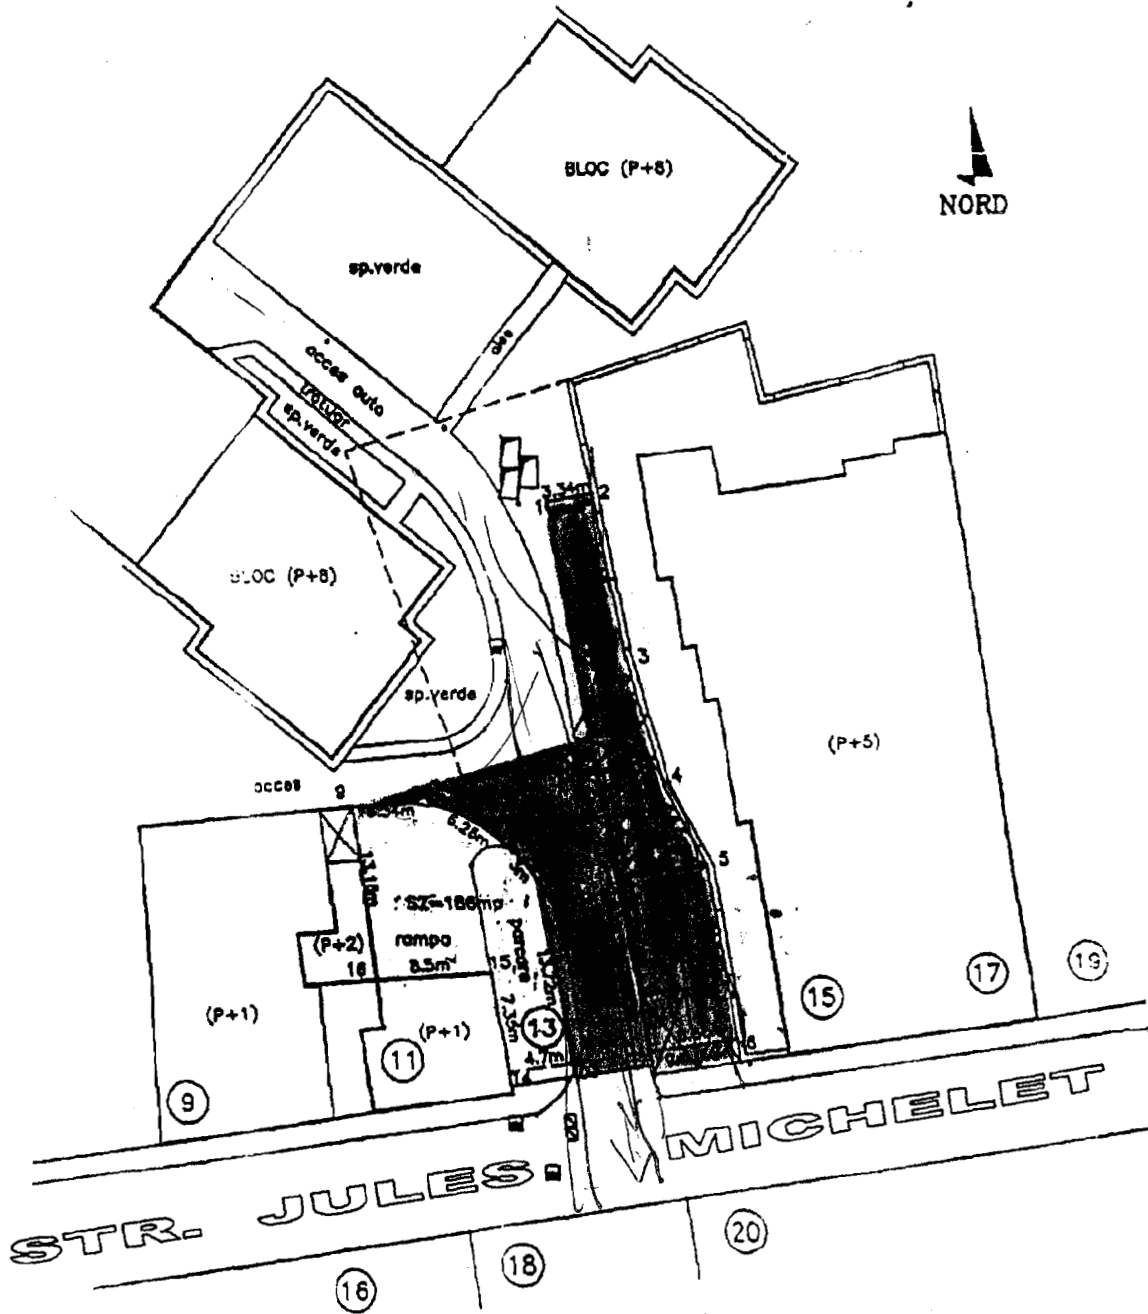 BLOC (P+8)
NORD
sp.verde
alee
acces auto
trotuar
sp.verde
3.34m
1
2
BLOC (P+8)
3
sp.verde
(P+5)
4
acces
9
6.28m
5
13.18m
SZ=186mp
rampa
8.5m²
parcare
(P+2)
16
15
7.35m
(P+1)
(P+1)
11
13
4.7m
14
6
15
17
19
9
STR. JULES MICHELET
16
18
20